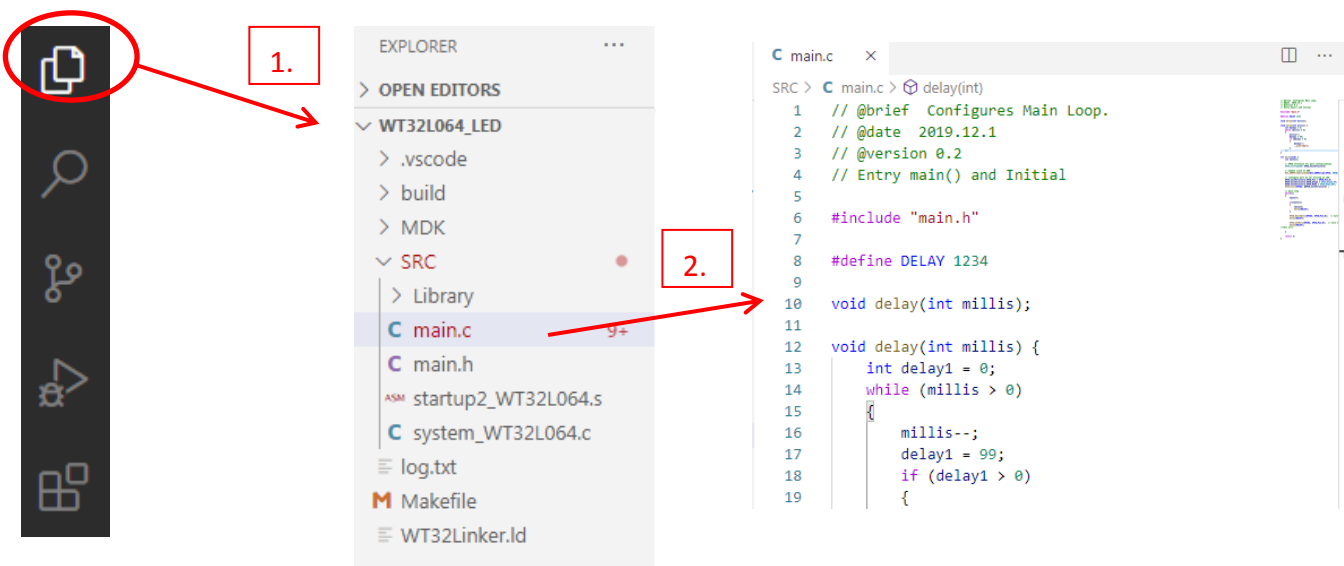 1.
EXPLORER ...
> OPEN EDITORS
WT32L064_LED
> .vscode
> build
> MDK
SRC
> Library
C main.c 9+
C main.h
ASM startup2_WT32L064.s
C system_WT32L064.c
log.txt
M Makefile
WT32Linker.ld
2.
C main.c × ...
SRC > C main.c > delay(int)
1 // @brief  Configures Main Loop.
2 // @date  2019.12.1
3 // @version 0.2
4 // Entry main() and Initial
5
6 #include "main.h"
7
8 #define DELAY 1234
9
10 void delay(int millis);
11
12 void delay(int millis) {
13     int delay1 = 0;
14     while (millis > 0)
15     {
16         millis--;
17         delay1 = 99;
18         if (delay1 > 0)
19         {